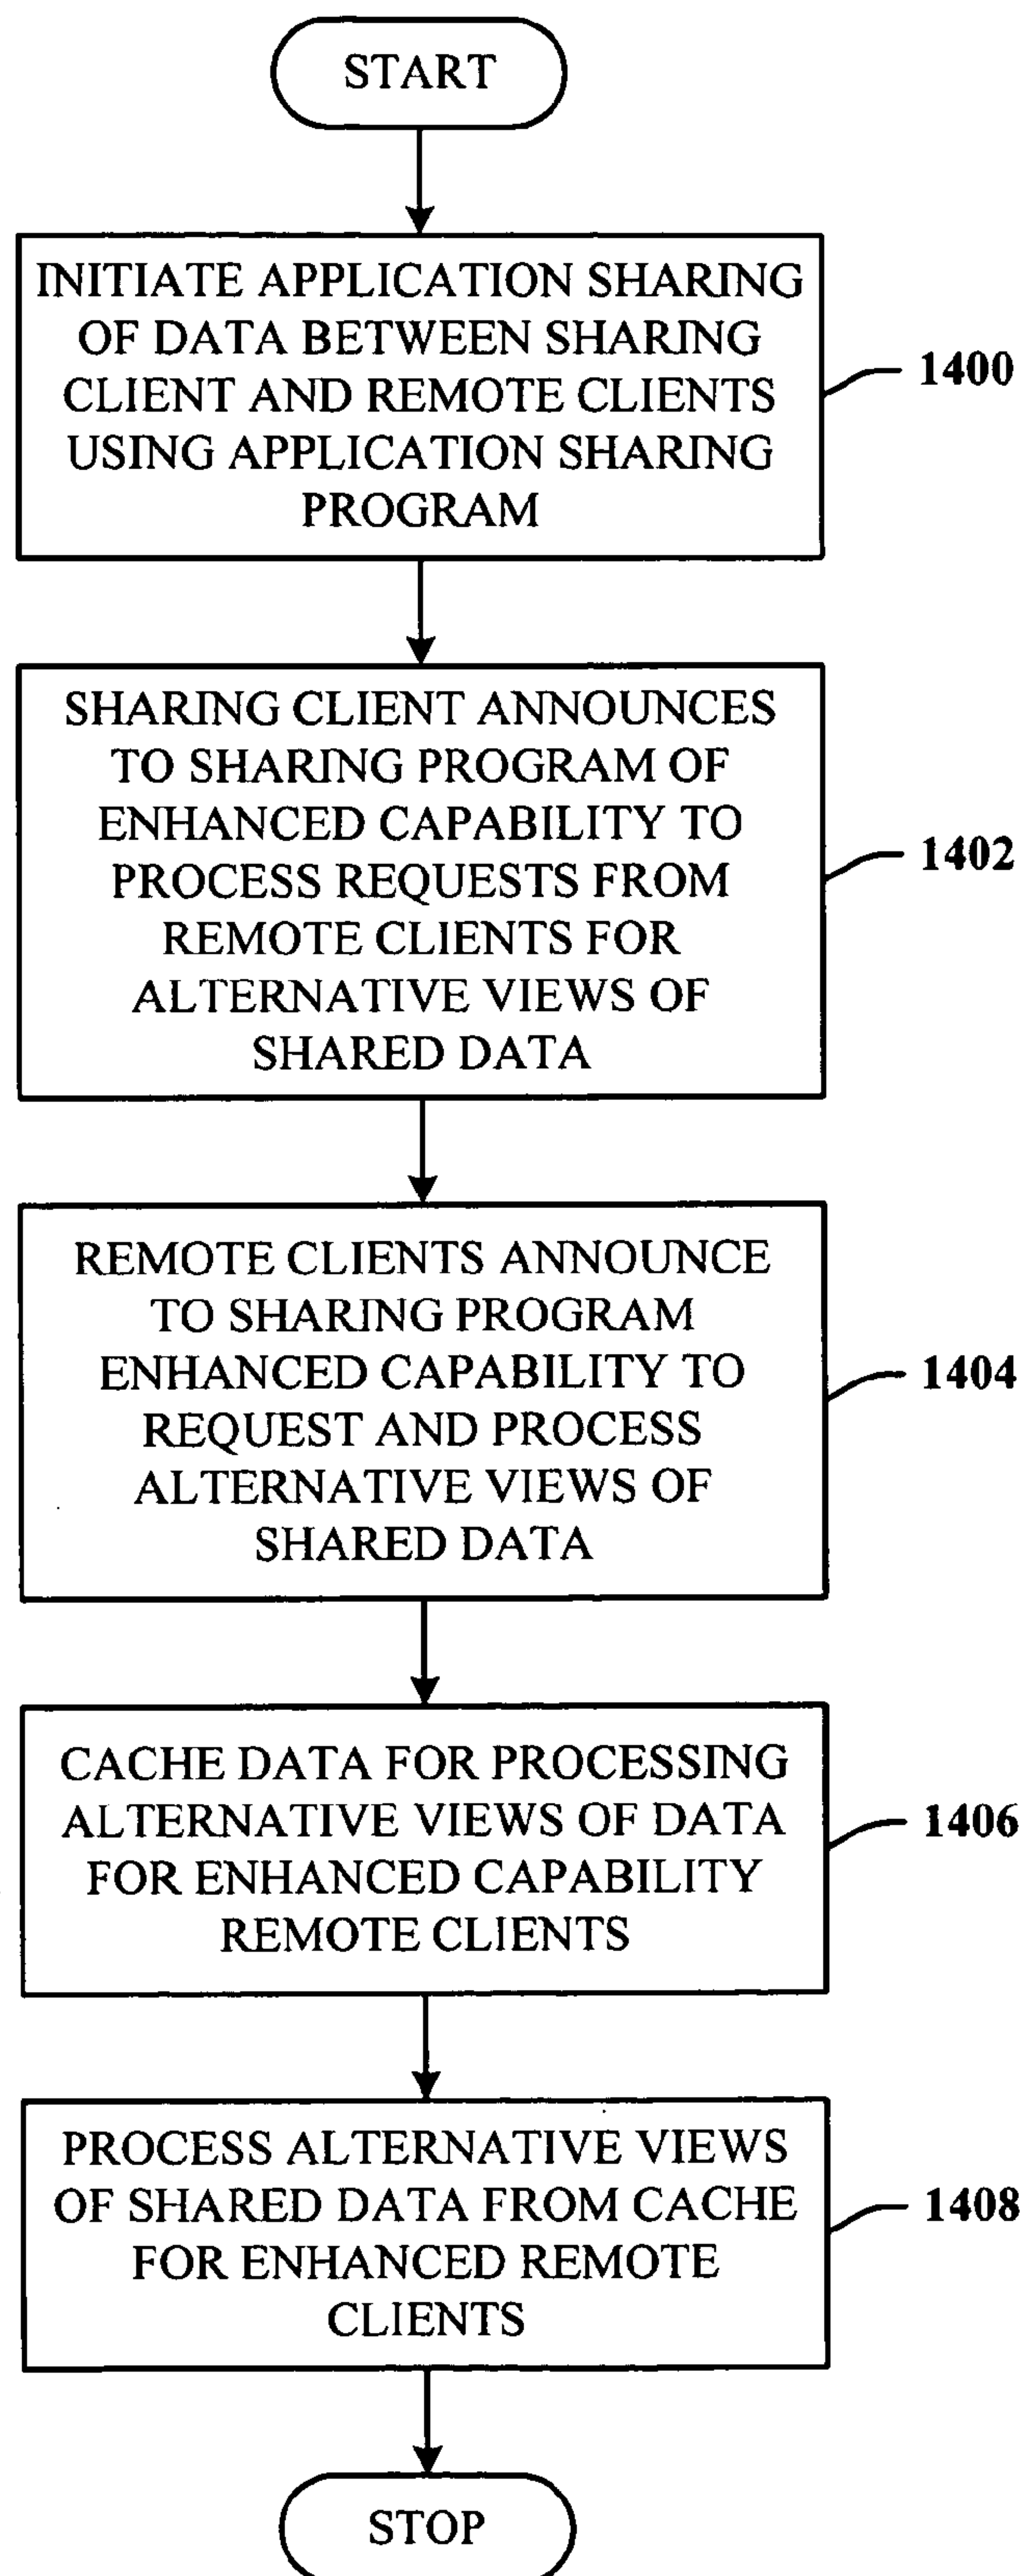 START
INITIATE APPLICATION SHARING
OF DATA BETWEEN SHARING
CLIENT AND REMOTE CLIENTS
USING APPLICATION SHARING
PROGRAM
1400
SHARING CLIENT ANNOUNCES
TO SHARING PROGRAM OF
ENHANCED CAPABILITY TO
PROCESS REQUESTS FROM
REMOTE CLIENTS FOR
ALTERNATIVE VIEWS OF
SHARED DATA
1402
REMOTE CLIENTS ANNOUNCE
TO SHARING PROGRAM
ENHANCED CAPABILITY TO
REQUEST AND PROCESS
ALTERNATIVE VIEWS OF
SHARED DATA
1404
CACHE DATA FOR PROCESSING
ALTERNATIVE VIEWS OF DATA
FOR ENHANCED CAPABILITY
REMOTE CLIENTS
1406
PROCESS ALTERNATIVE VIEWS
OF SHARED DATA FROM CACHE
FOR ENHANCED REMOTE
CLIENTS
1408
STOP